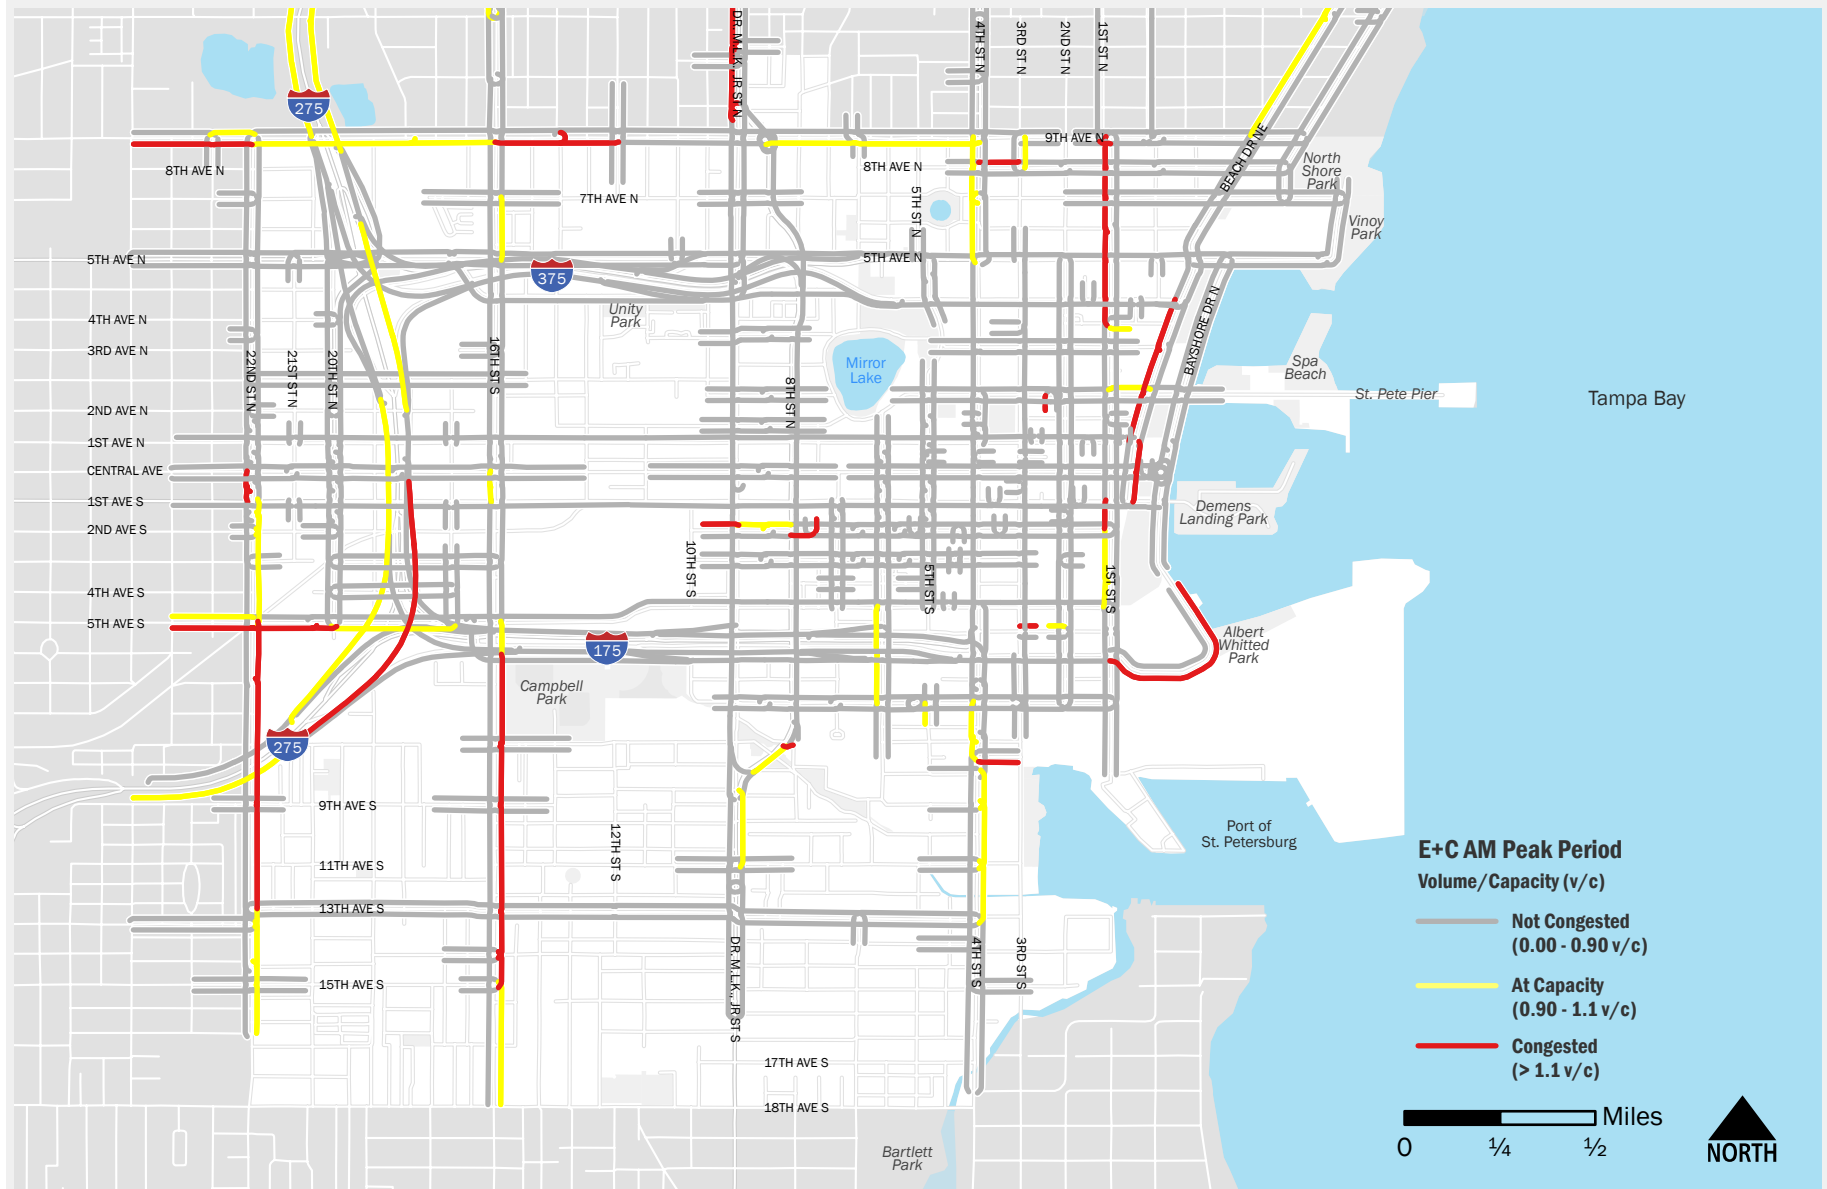 DR. M.L.K., JR ST N
4TH ST N
3RD ST N
2ND ST N
1ST ST N
275
9TH AVE N
BEACH DR NE
8TH AVE N
8TH AVE N
North
Shore
Park
7TH AVE N
5TH ST N
Vinoy
Park
5TH AVE N
5TH AVE N
375
Unity
Park
4TH AVE N
BAYSHORE DR N
3RD AVE N
22ND ST N
21ST ST N
20TH ST N
16TH ST S
Mirror
Lake
8TH ST N
Spa
Beach
St. Pete Pier
Tampa Bay
2ND AVE N
1ST AVE N
CENTRAL AVE
1ST AVE S
2ND AVE S
Demens
Landing Park
10TH ST S
5TH ST S
1ST ST S
4TH AVE S
5TH AVE S
175
Albert
Whitted
Park
Campbell
Park
275
9TH AVE S
12TH ST S
11TH AVE S
Port of
St. Petersburg
13TH AVE S
DR. M.L.K., JR ST S
4TH ST S
3RD ST S
15TH AVE S
17TH AVE S
18TH AVE S
Bartlett
Park
E+C AM Peak Period
Volume/Capacity (v/c)
Not Congested
(0.00 - 0.90 v/c)
At Capacity
(0.90 - 1.1 v/c)
Congested
(> 1.1 v/c)
Miles
0 ¼ ½
NORTH